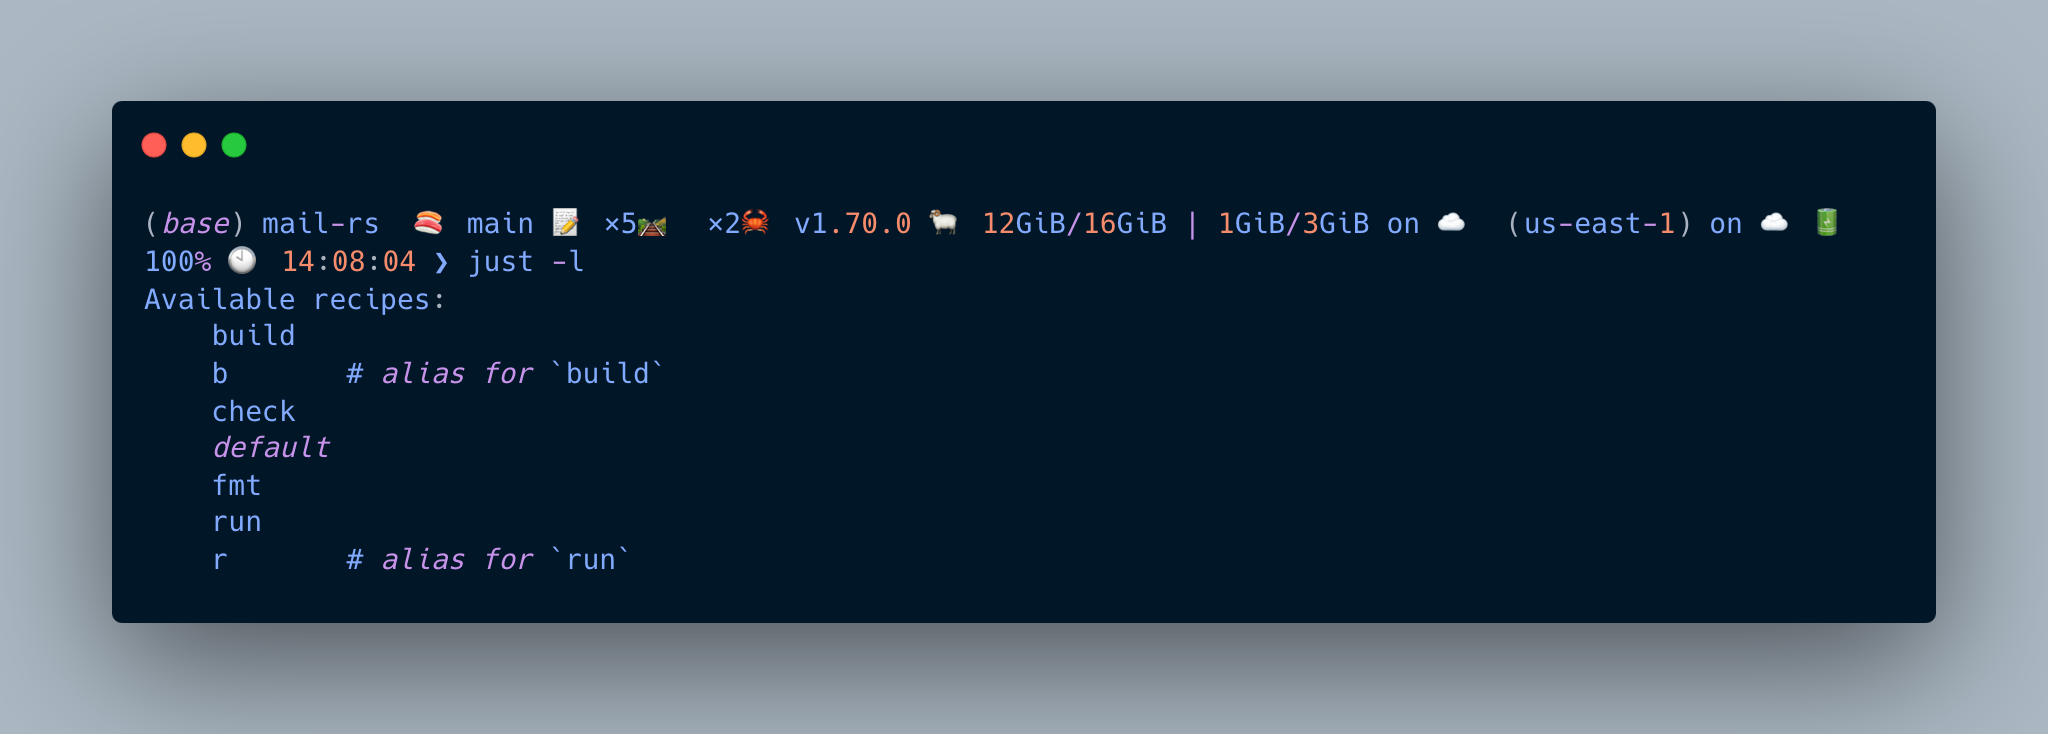 (base) mail-rs 🍣 main 📝 ×5🛤️ ×2🦀 v1.70.0 🐏 12GiB/16GiB | 1GiB/3GiB on ☁️ (us-east-1) on ☁️ 🔋
100% 🕙 14:08:04 ❯ just -l
Available recipes:
    build
    b       # alias for `build`
    check
    default
    fmt
    run
    r       # alias for `run`